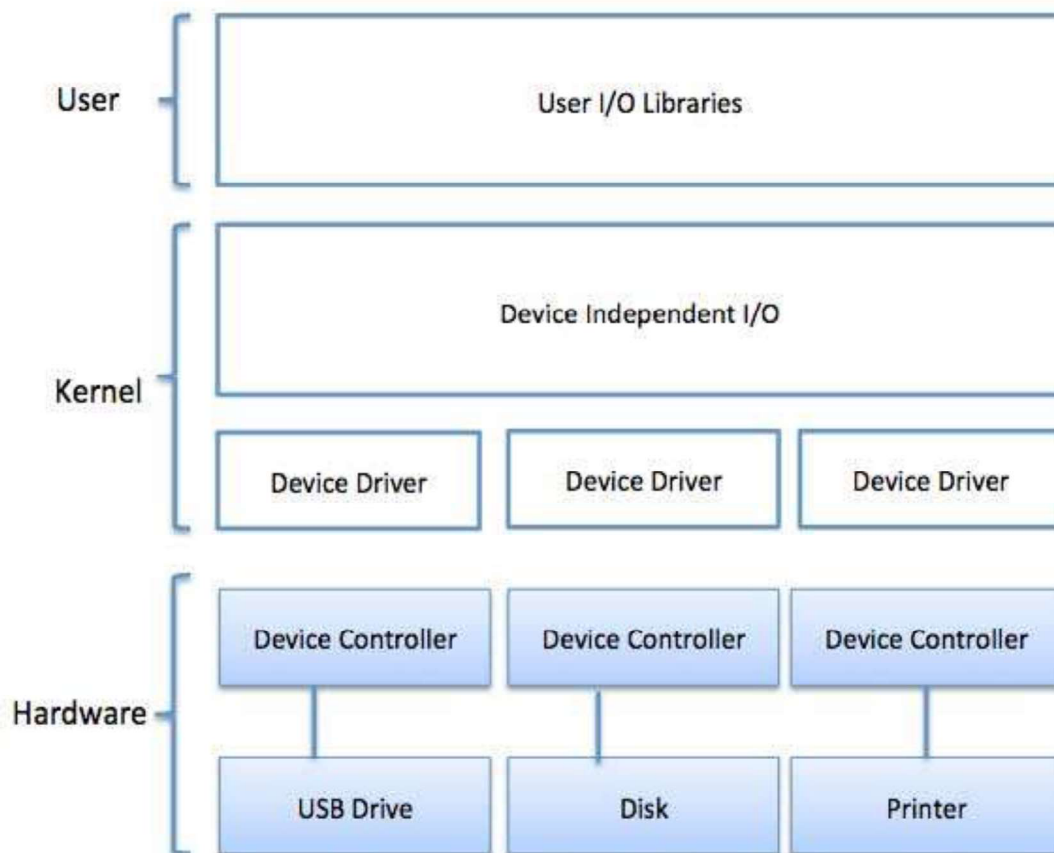 User
User I/O Libraries
Kernel
Device Independent I/O
Device Driver
Device Driver
Device Driver
Hardware
Device Controller
Device Controller
Device Controller
USB Drive
Disk
Printer